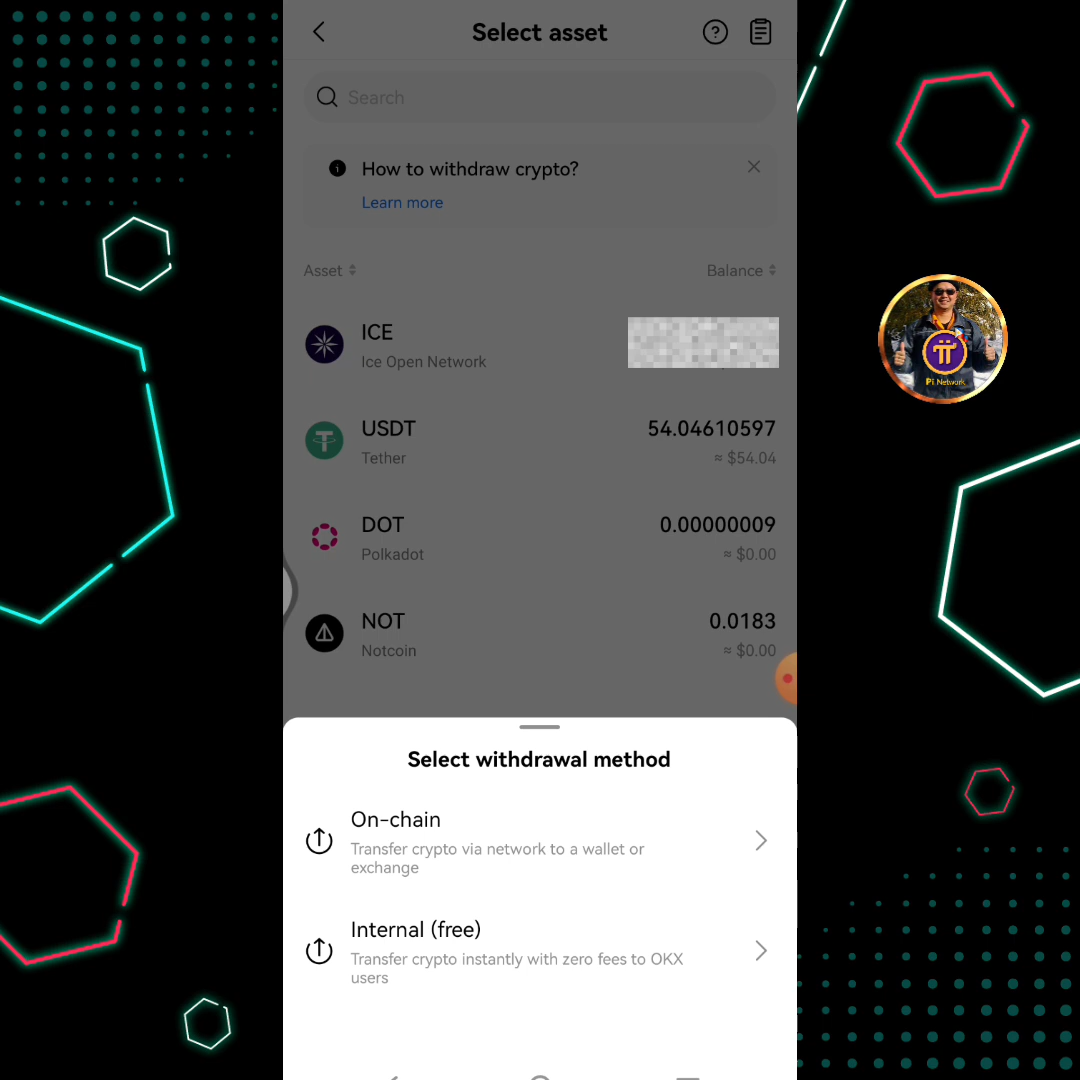 Select asset
Search
How to withdraw crypto?
Learn more
Asset
Balance
ICE
Ice Open Network
USDT
54.04610597
Tether
≈ $54.04
DOT
0.00000009
Polkadot
≈ $0.00
NOT
0.0183
Notcoin
≈ $0.00
Pi Network
Select withdrawal method
On-chain
Transfer crypto via network to a wallet or
exchange
Internal (free)
Transfer crypto instantly with zero fees to OKX
users